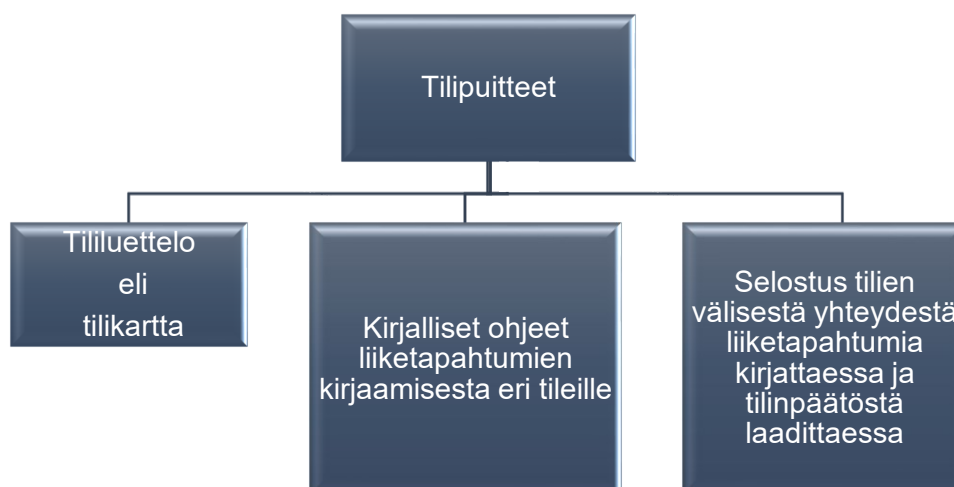 Tilipuitteet
Tililuettelo
eli
tilikartta
Kirjalliset ohjeet
liiketapahtumien
kirjaamisesta eri tileille
Selostus tilien
välisestä yhteydestä
liiketapahtumia
kirjattaessa ja
tilinpäätöstä
laadittaessa